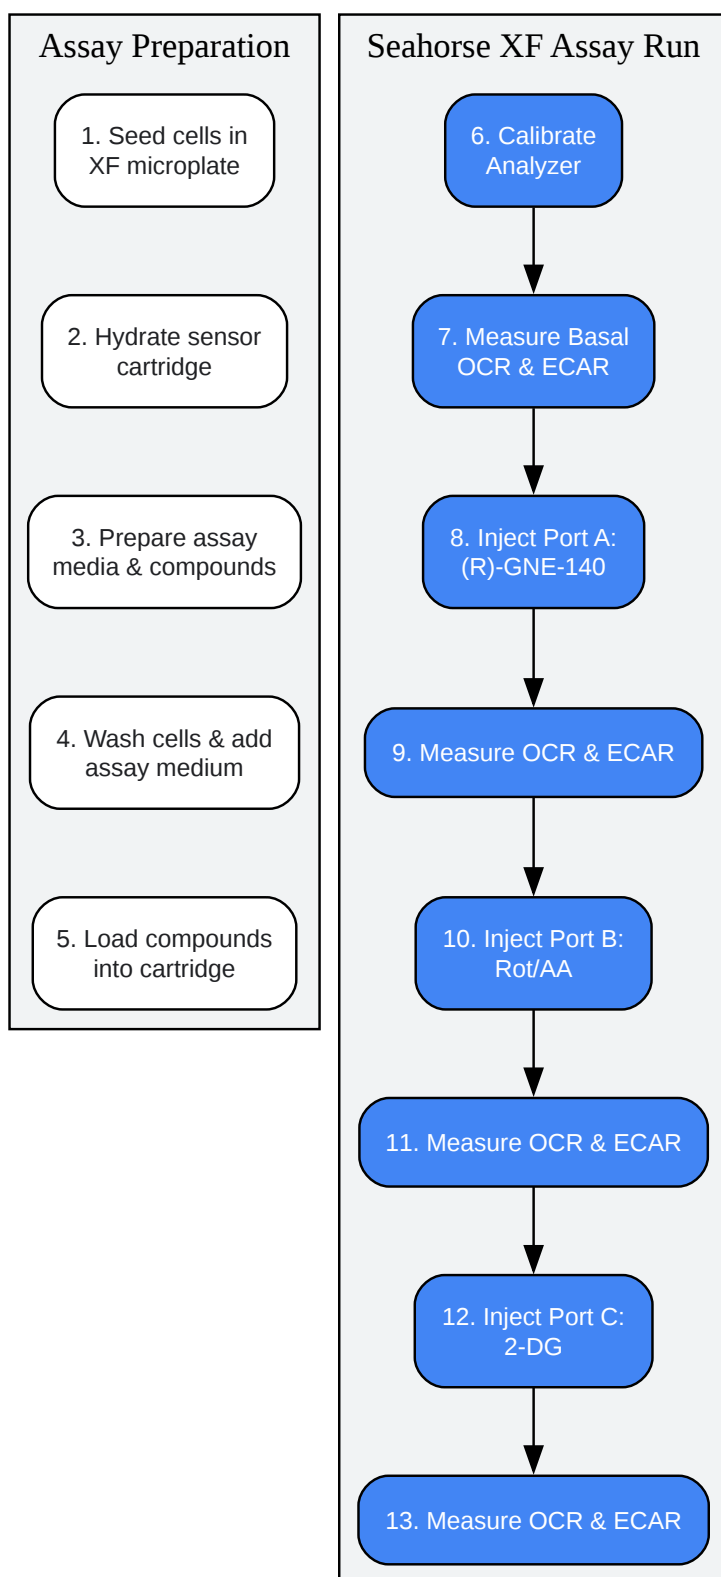 Assay Preparation
1. Seed cells in
XF microplate
2. Hydrate sensor
cartridge
3. Prepare assay
media & compounds
4. Wash cells & add
assay medium
5. Load compounds
into cartridge
Seahorse XF Assay Run
6. Calibrate
Analyzer
7. Measure Basal
OCR & ECAR
8. Inject Port A:
(R)-GNE-140
9. Measure OCR & ECAR
10. Inject Port B:
Rot/AA
11. Measure OCR & ECAR
12. Inject Port C:
2-DG
13. Measure OCR & ECAR